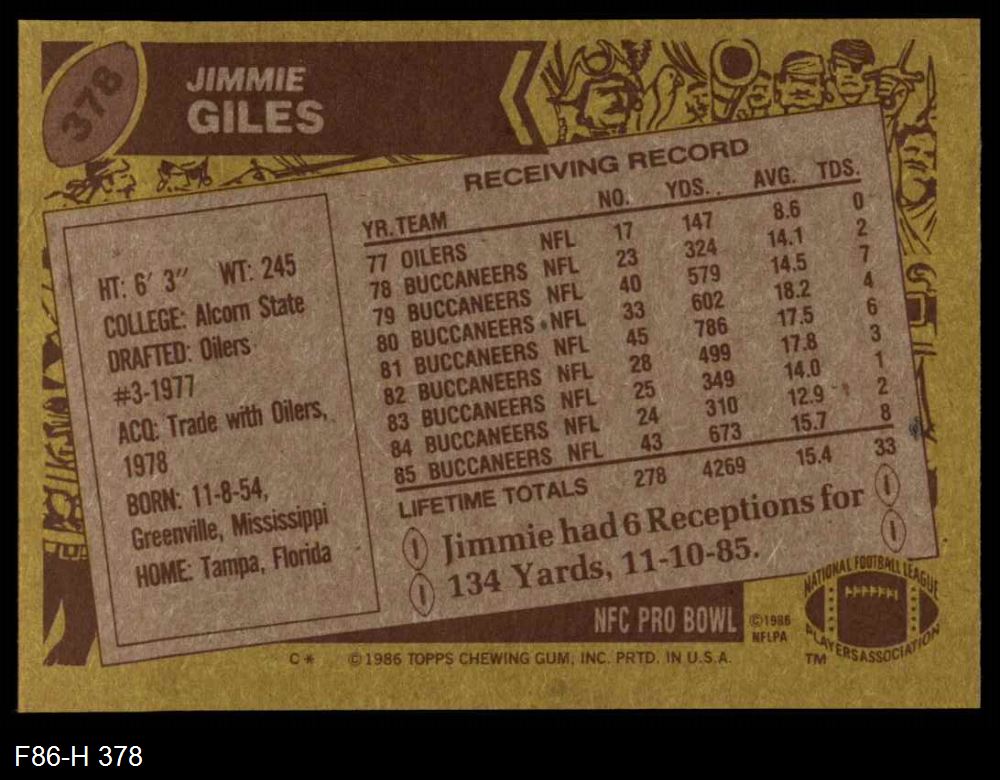 378
JIMMIE
GILES
RECEIVING RECORD
YR. TEAM NO. YDS. AVG. TDS.
77 OILERS NFL 17 147 8.6 0
78 BUCCANEERS NFL 23 324 14.1 2
79 BUCCANEERS NFL 40 579 14.5 7
80 BUCCANEERS NFL 33 602 18.2 4
81 BUCCANEERS NFL 45 786 17.5 6
82 BUCCANEERS NFL 28 499 17.8 3
83 BUCCANEERS NFL 25 349 14.0 1
84 BUCCANEERS NFL 24 310 12.9 2
85 BUCCANEERS NFL 43 673 15.7 8
LIFETIME TOTALS 278 4269 15.4 33
HT: 6′ 3″ WT: 245
COLLEGE: Alcorn State
DRAFTED: Oilers
#3-1977
ACQ: Trade with Oilers,
1978
BORN: 11-8-54,
Greenville, Mississippi
HOME: Tampa, Florida
Jimmie had 6 Receptions for
134 Yards, 11-10-85.
NFC PRO BOWL
©1986
NFLPA
NATIONAL FOOTBALL LEAGUE
PLAYERS ASSOCIATION
TM
C* ©1986 TOPPS CHEWING GUM, INC. PRTD. IN U.S.A.
F86-H 378